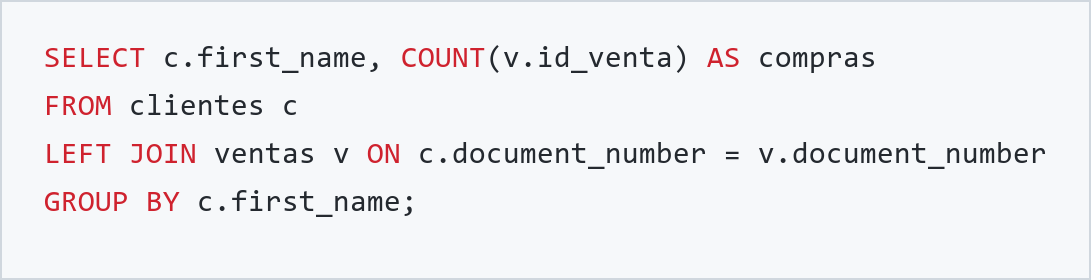 SELECT c.first_name, COUNT(v.id_venta) AS compras
FROM clientes c
LEFT JOIN ventas v ON c.document_number = v.document_number
GROUP BY c.first_name;